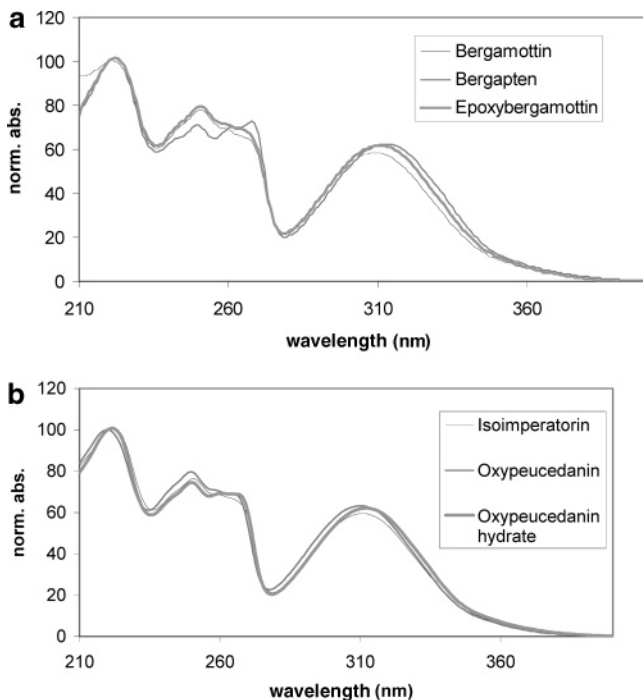 a
120
100
80
60
40
20
0
norm. abs.
Bergamottin
Bergapten
Epoxybergamottin
210 260 310 360
wavelength (nm)
b
120
100
80
60
40
20
0
norm. abs.
Isoimperatorin
Oxypeucedanin
Oxypeucedanin
hydrate
210 260 310 360
wavelength (nm)